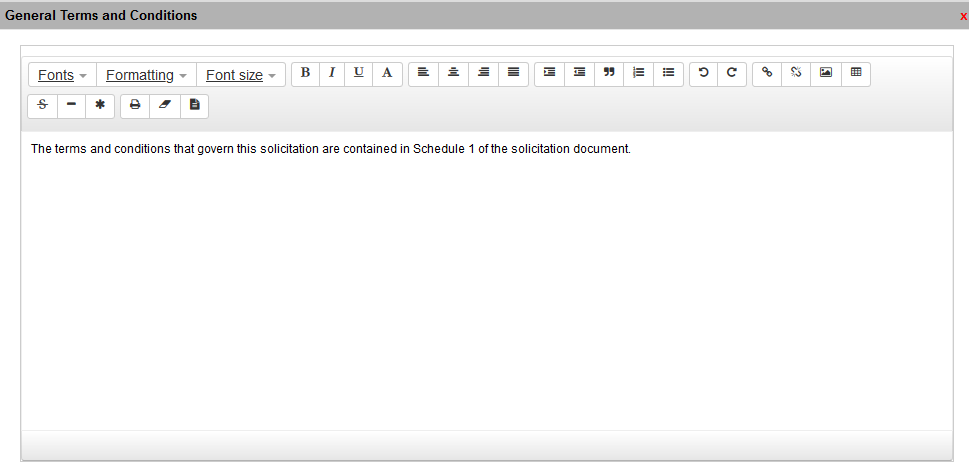 General Terms and Conditions x
Fonts Formatting Font size B I U A
S
The terms and conditions that govern this solicitation are contained in Schedule 1 of the solicitation document.